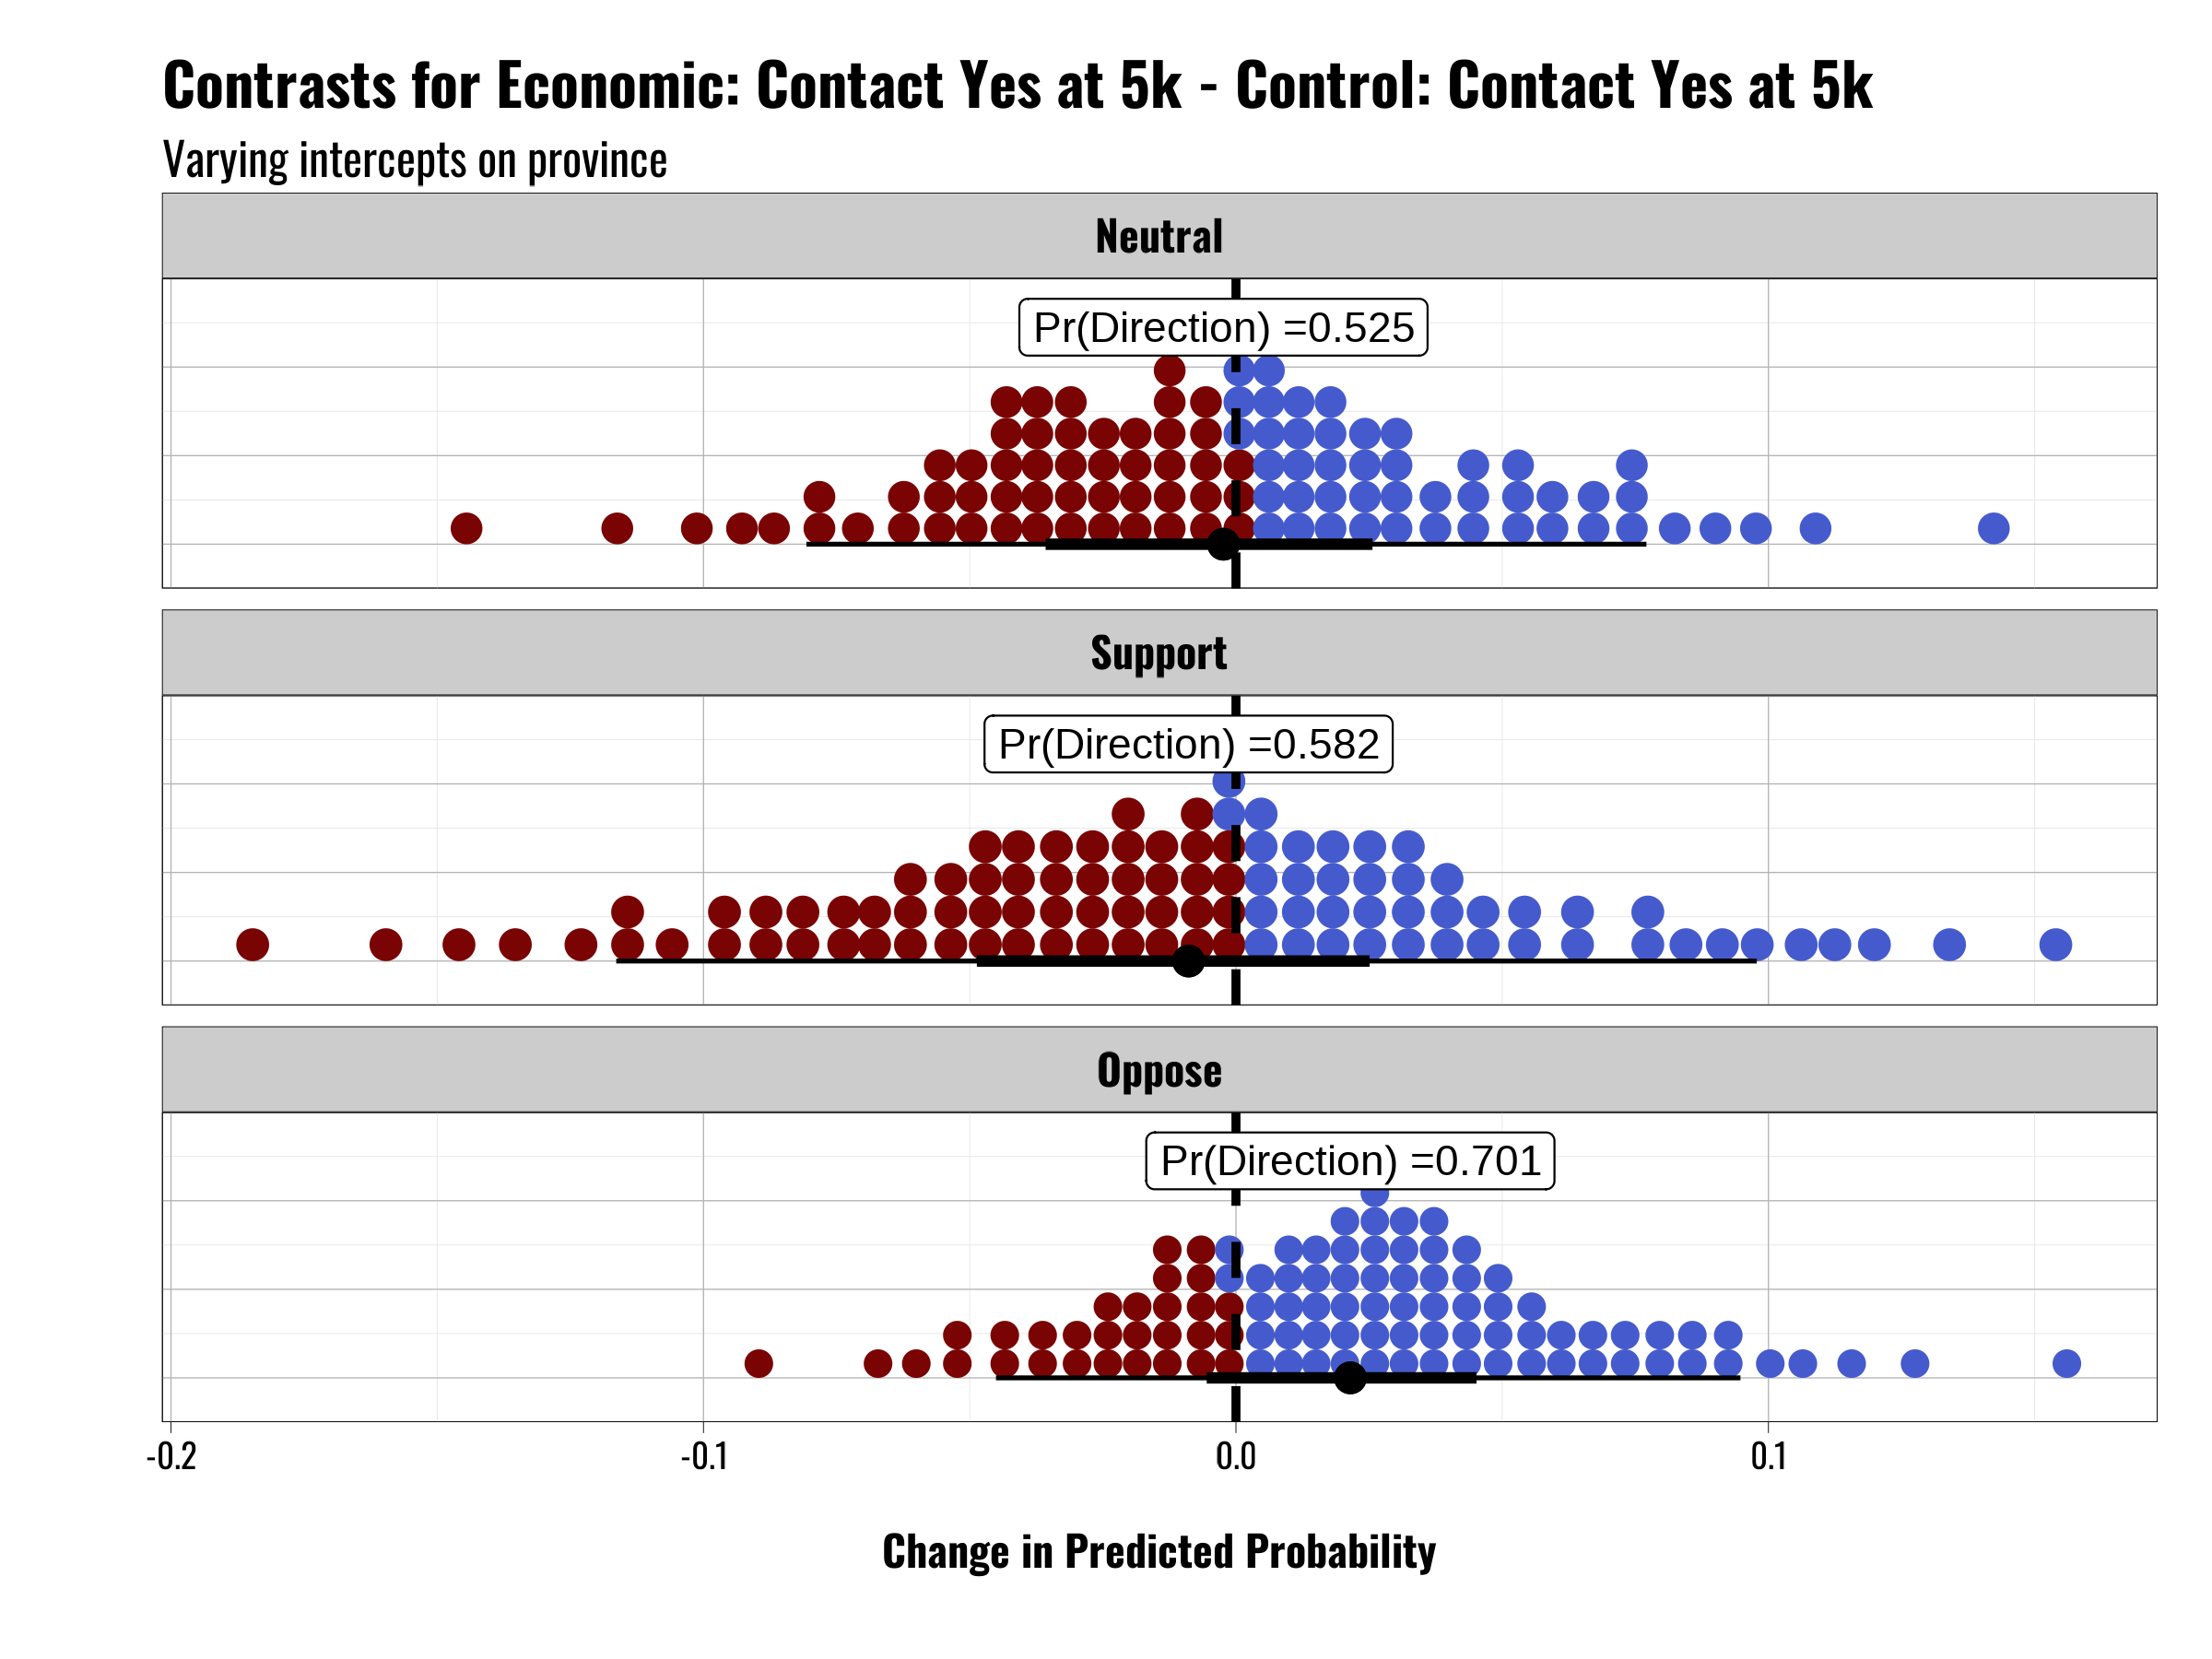 Contrasts for Economic: Contact Yes at 5k - Control: Contact Yes at 5k
Varying intercepts on province
Neutral
Pr(Direction) =0.525
Support
Pr(Direction) =0.582
Oppose
Pr(Direction) =0.701
-0.2 -0.1 0.0 0.1
Change in Predicted Probability